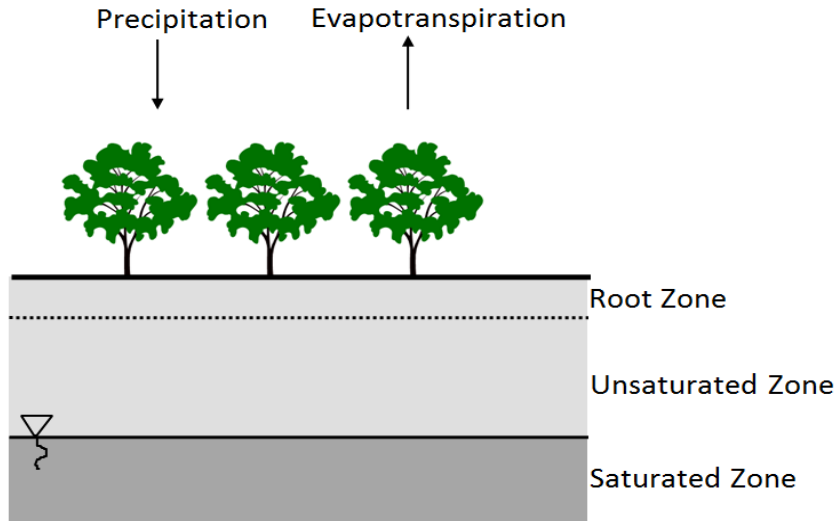 Precipitation
Evapotranspiration
Root Zone
Unsaturated Zone
Saturated Zone